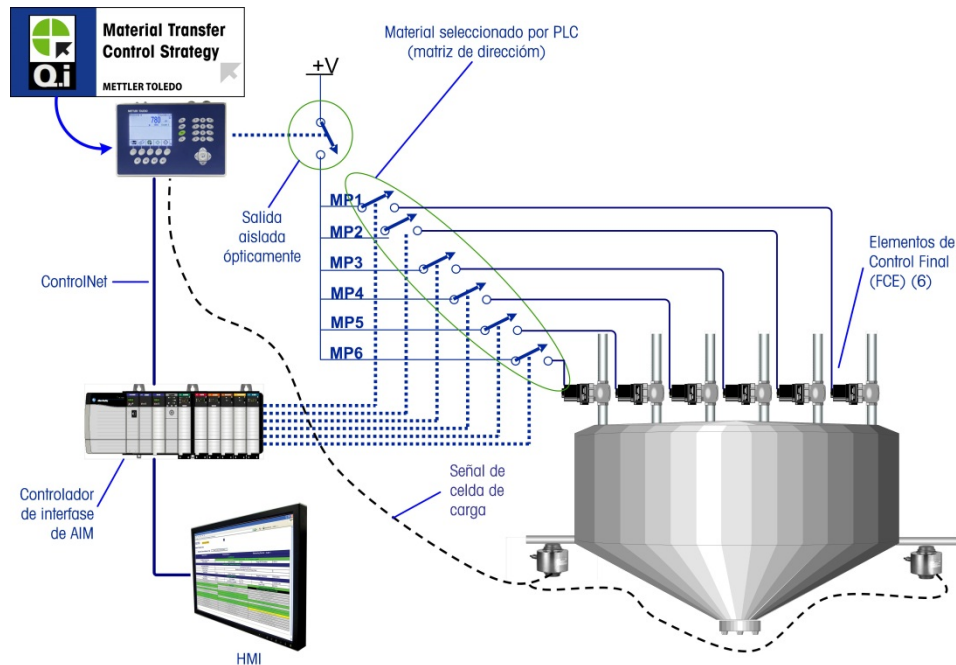 Material Transfer
Control Strategy
Q.i
METTLER TOLEDO
Material seleccionado por PLC
(matriz de direccióm)
+V
Salida
aislada
ópticamente
MP1
MP2
MP3
MP4
MP5
MP6
ControlNet
Elementos de
Control Final
(FCE) (6)
Controlador
de interfase
de AIM
Señal de
celda de
carga
HMI